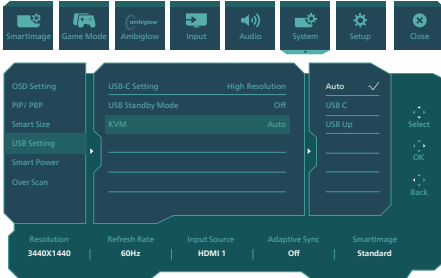 SmartImage
Game Mode
ambiglow
Ambiglow
Input
Audio
System
Setup
Close
OSD Setting
PIP/ PBP
Smart Size
USB Setting
Smart Power
Over Scan
USB-C Setting High Resolution
USB Standby Mode Off
KVM Auto
Auto
USB C
USB Up
Select
OK
Back
Resolution Refresh Rate Input Source Adaptive Sync SmartImage
3440X1440 | 60Hz | HDMI 1 | Off | Standard